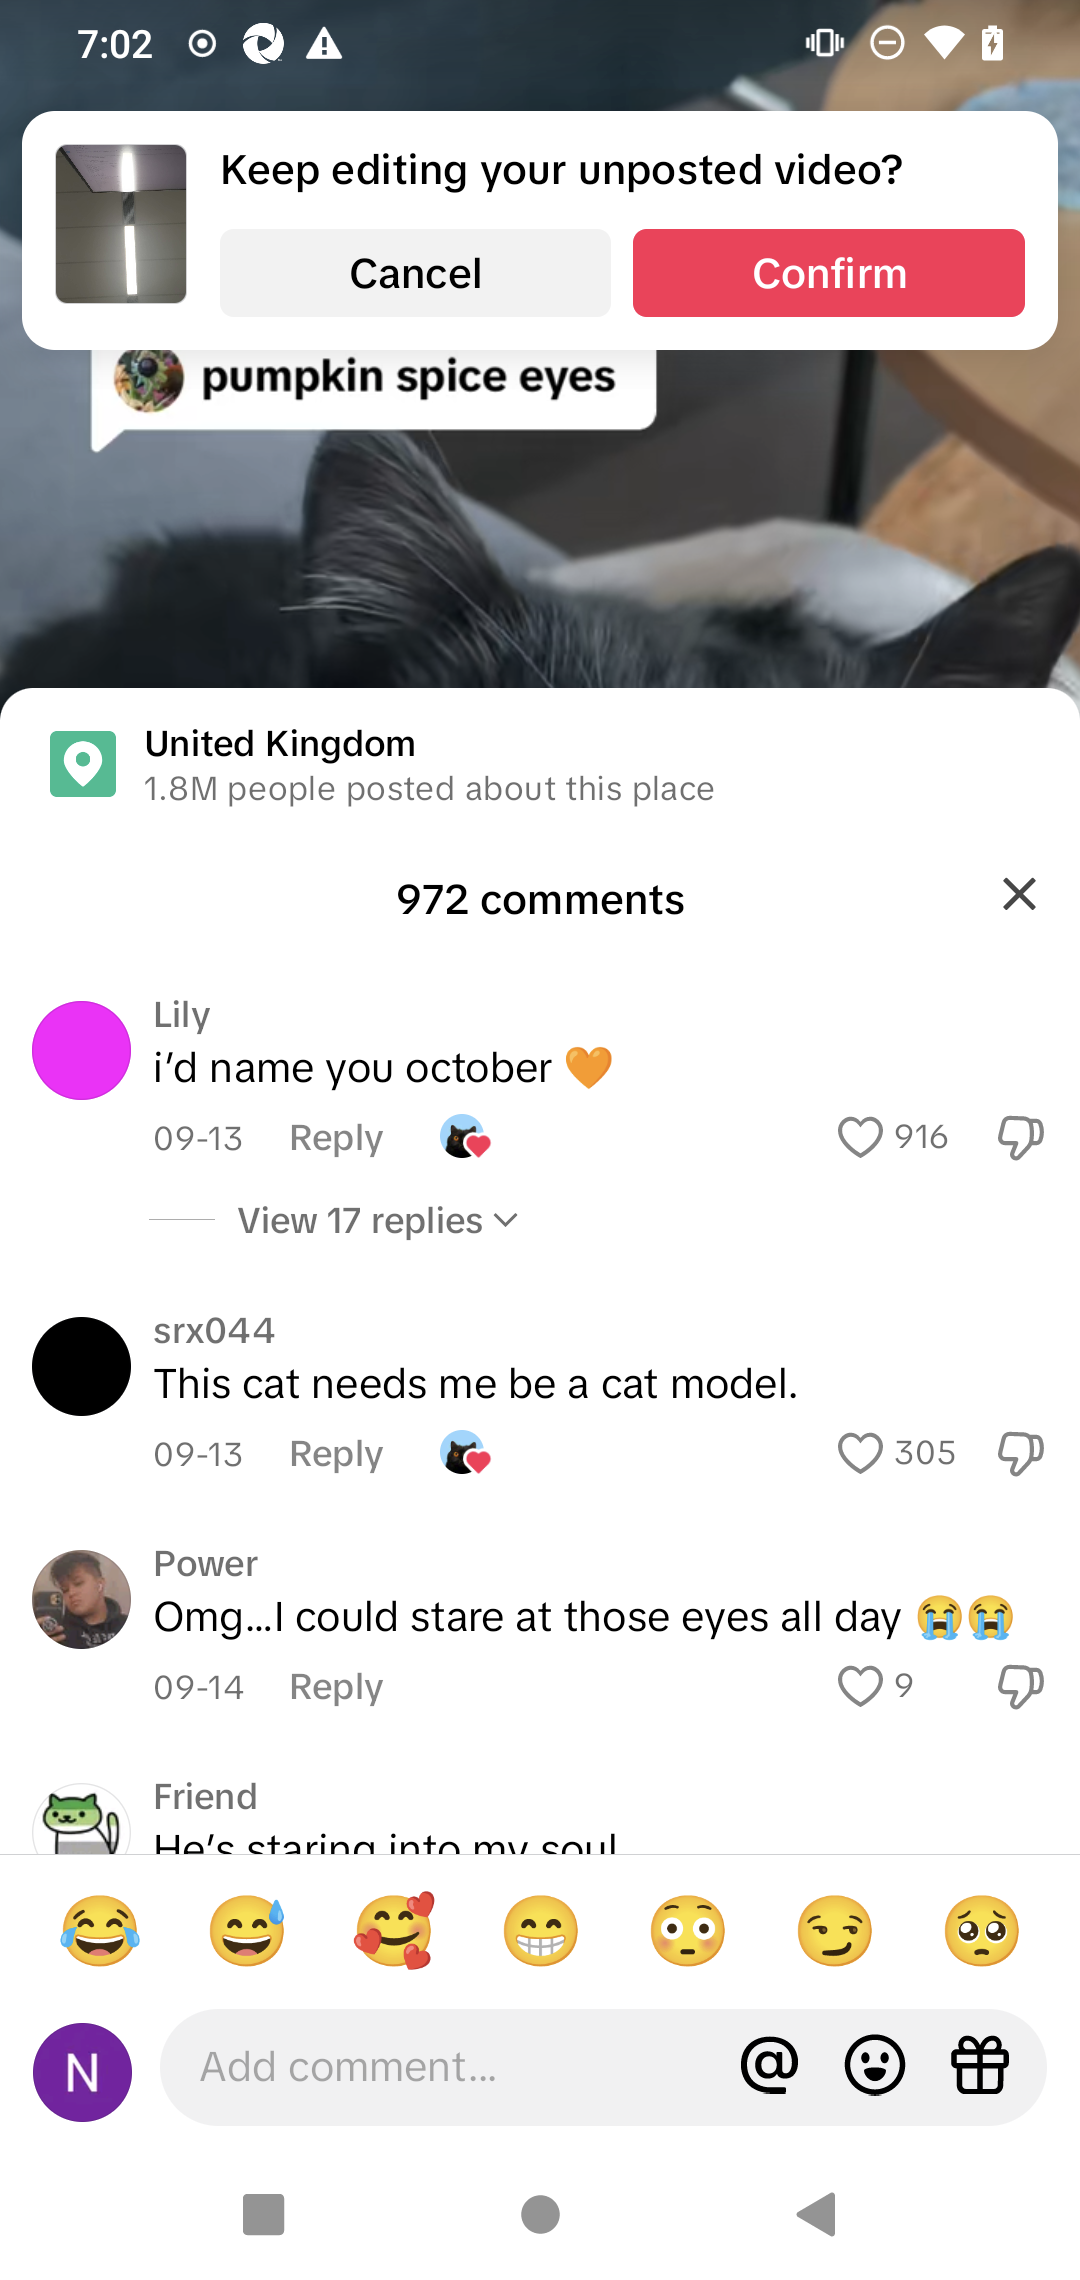 7:02
Keep editing your unposted video?
Cancel
Confirm
pumpkin spice eyes
United Kingdom
1.8M people posted about this place
972 comments
Lily
i’d name you october 🧡
09-13 Reply 916
View 17 replies
srx044
This cat needs me be a cat model.
09-13 Reply 305
Power
Omg...I could stare at those eyes all day 😭😭
09-14 Reply 9
Friend
He’s staring into my soul
😂 😅 🥰 😁 😳 😏 🥺
N
Add comment...